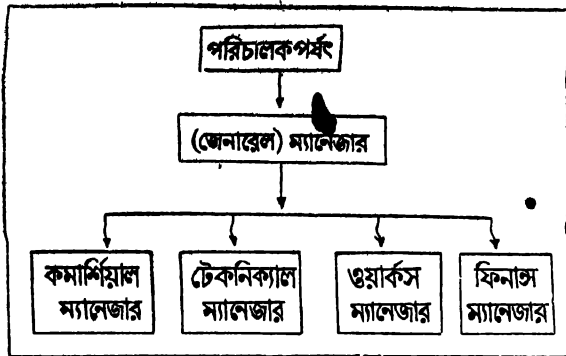 পরিচালকপর্ষৎ
(জেনারেল) ম্যানেজার
কমার্শিয়াল
ম্যানেজার
টেকনিক্যাল
ম্যানেজার
ওয়ার্কস
ম্যানেজার
ফিনান্স
ম্যানেজার